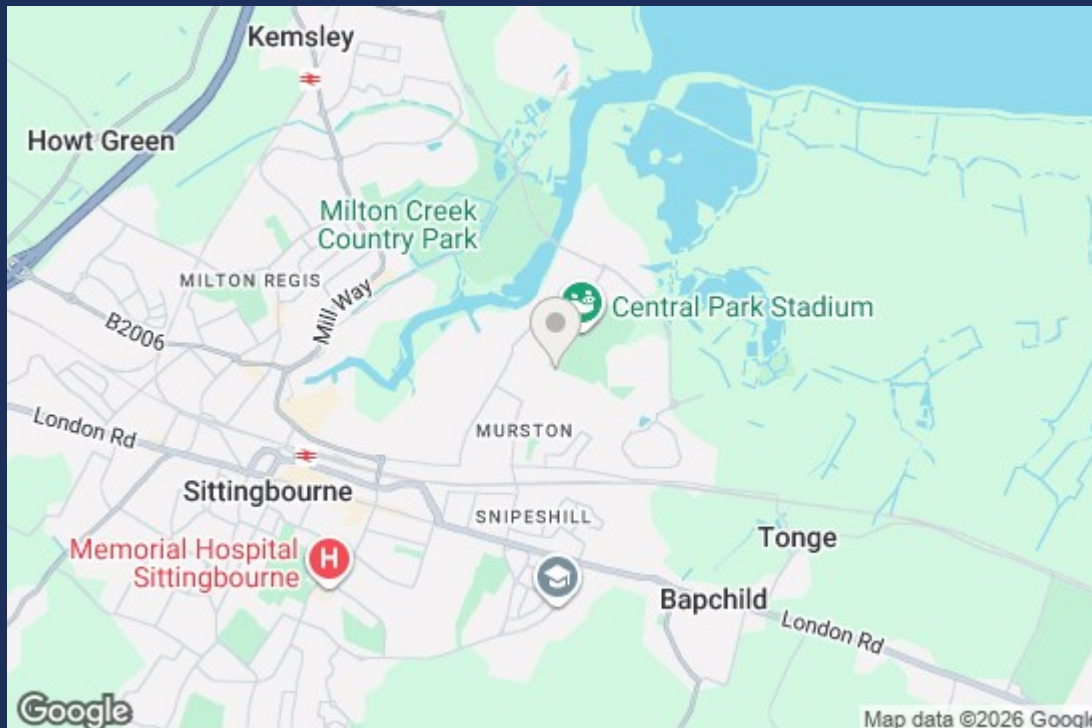 Kemsley
Howt Green
Milton Creek
Country Park
MILTON REGIS
Mill Way
B2006
Central Park Stadium
London Rd
MURSTON
Sittingbourne
SNIPESHILL
Tonge
Memorial Hospital
Sittingbourne
H
Bapchild
London Rd
Google
Map data ©2026 Google